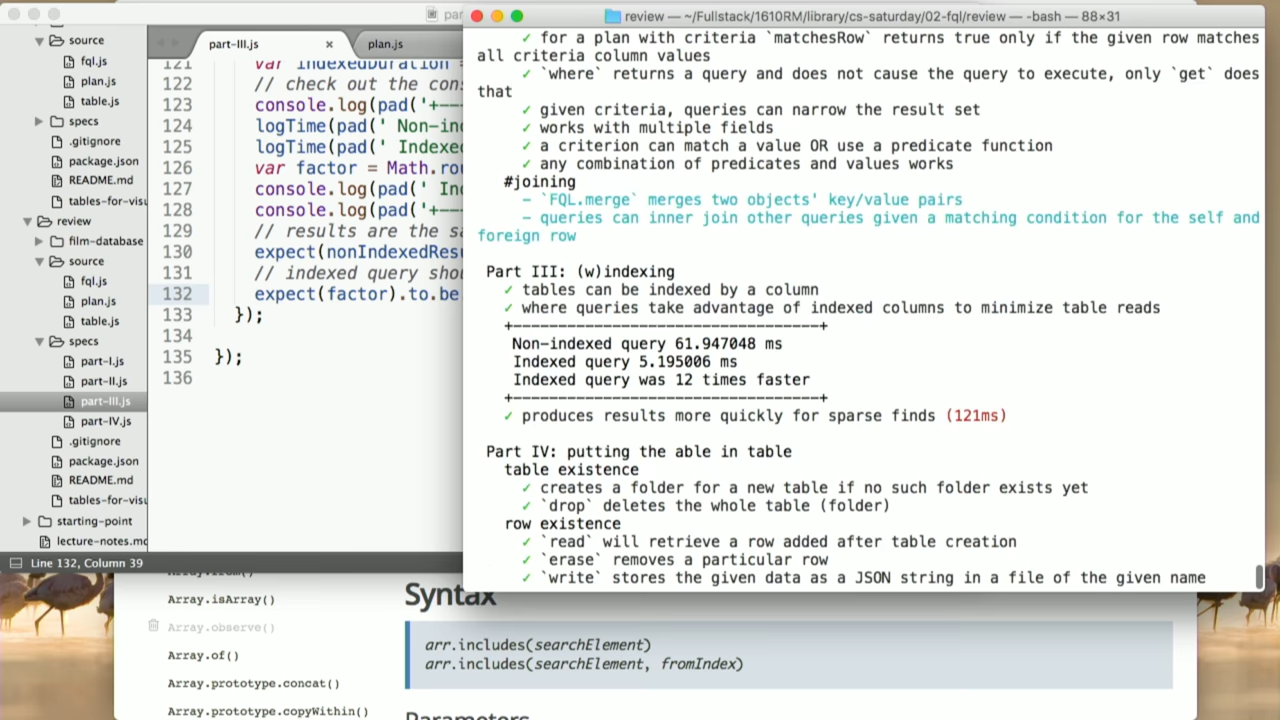 par
review — ~/Fullstack/1610RM/library/cs-saturday/02-fql/review — -bash — 88×31
source
fql.js
plan.js
table.js
specs
.gitignore
package.json
README.md
tables-for-visu
review
film-database
source
fql.js
plan.js
table.js
specs
part-I.js
part-II.js
part-III.js
part-IV.js
.gitignore
package.json
README.md
tables-for-visu
starting-point
lecture-notes.md
part-III.js × plan.js
121 var indexedDuration =
122 // check out the cons
123 console.log(pad('+--
124 logTime(pad(' Non-in
125 logTime(pad(' Indexe
126 var factor = Math.ro
127 console.log(pad(' In
128 console.log(pad('+--
129 // results are the sa
130 expect(nonIndexedResu
131 // indexed query shou
132 expect(factor).to.be
133 });
134
135 });
136
Line 132, Column 39
✓ for a plan with criteria `matchesRow` returns true only if the given row matches
all criteria column values
✓ `where` returns a query and does not cause the query to execute, only `get` does
that
✓ given criteria, queries can narrow the result set
✓ works with multiple fields
✓ a criterion can match a value OR use a predicate function
✓ any combination of predicates and values works
#joining
- `FQL.merge` merges two objects' key/value pairs
- queries can inner join other queries given a matching condition for the self and
foreign row
Part III: (w)indexing
✓ tables can be indexed by a column
✓ where queries take advantage of indexed columns to minimize table reads
+----------------------------------+
Non-indexed query 61.947048 ms
Indexed query 5.195006 ms
Indexed query was 12 times faster
+----------------------------------+
✓ produces results more quickly for sparse finds (121ms)
Part IV: putting the able in table
table existence
✓ creates a folder for a new table if no such folder exists yet
✓ `drop` deletes the whole table (folder)
row existence
✓ `read` will retrieve a row added after table creation
✓ `erase` removes a particular row
✓ `write` stores the given data as a JSON string in a file of the given name
Array.from()
Array.isArray()
Array.observe()
Array.of()
Array.prototype.concat()
Array.prototype.copyWithin()
Syntax
arr.includes(searchElement)
arr.includes(searchElement, fromIndex)
Parameters